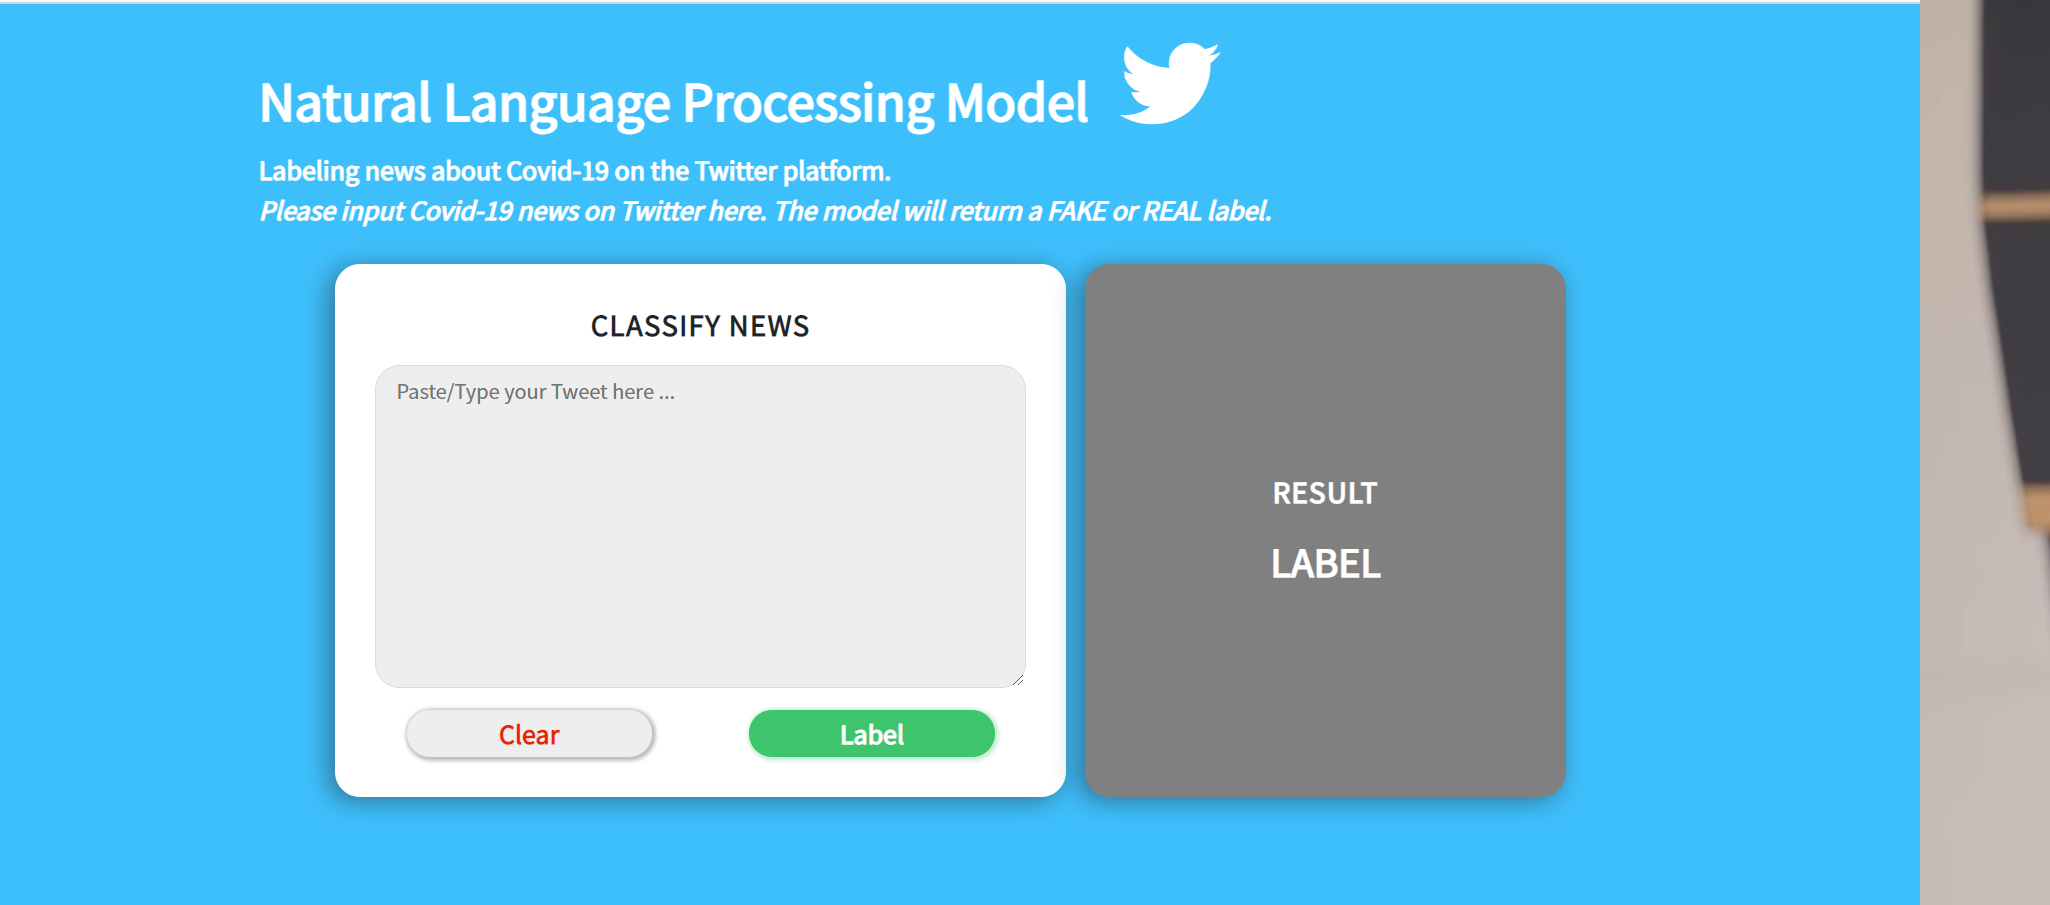 Natural Language Processing Model
Labeling news about Covid-19 on the Twitter platform.
Please input Covid-19 news on Twitter here. The model will return a FAKE or REAL label.
CLASSIFY NEWS
Paste/Type your Tweet here ...
Clear
Label
RESULT
LABEL